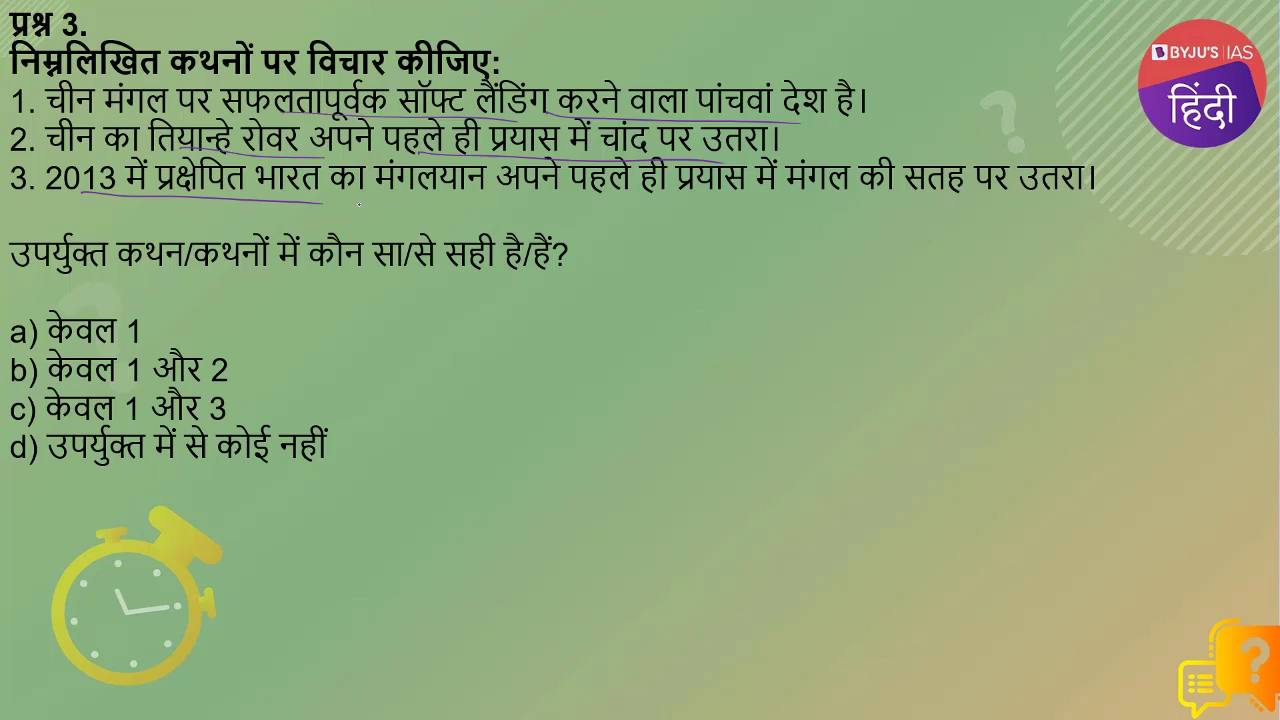 प्रश्न 3.
निम्नलिखित कथनों पर विचार कीजिए:
1. चीन मंगल पर सफलतापूर्वक सॉफ्ट लैंडिंग करने वाला पांचवां देश है।
2. चीन का तियान्हे रोवर अपने पहले ही प्रयास में चांद पर उतरा।
3. 2013 में प्रक्षेपित भारत का मंगलयान अपने पहले ही प्रयास में मंगल की सतह पर उतरा।
उपर्युक्त कथन/कथनों में कौन सा/से सही है/हैं?
a) केवल 1
b) केवल 1 और 2
c) केवल 1 और 3
d) उपर्युक्त में से कोई नहीं
BYJU'S IAS
हिंदी